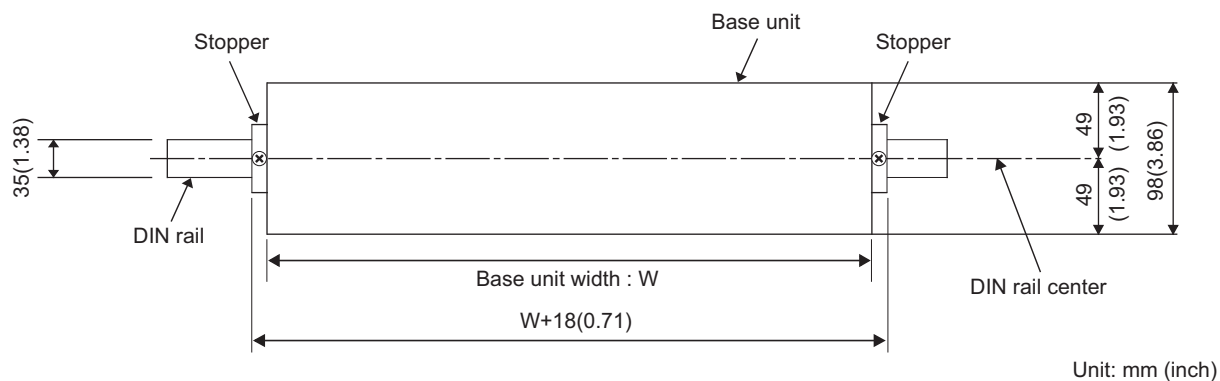 Base unit
Stopper
Stopper
35(1.38)
49
(1.93)
49
(1.93)
98(3.86)
DIN rail
Base unit width : W
DIN rail center
W+18(0.71)
Unit: mm (inch)